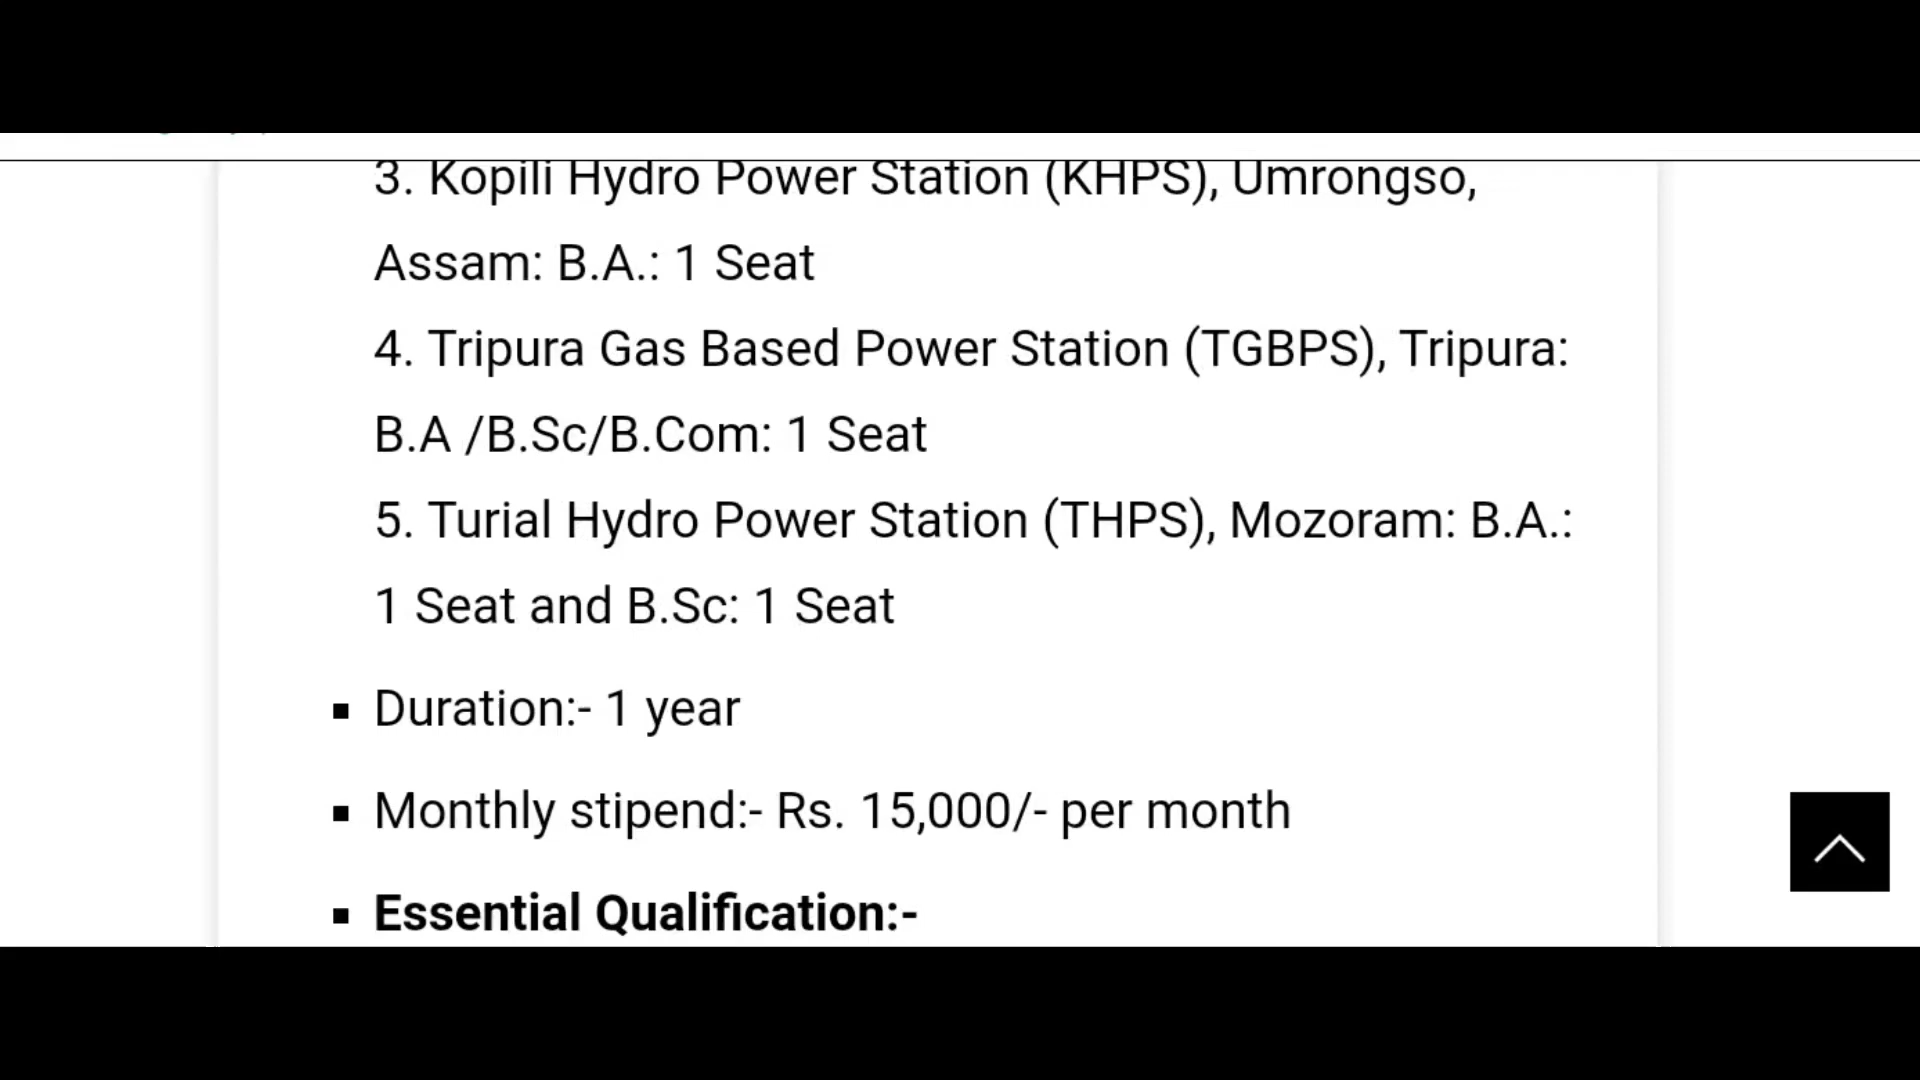 3. Kopili Hydro Power Station (KHPS), Umrongso,
Assam: B.A.: 1 Seat
4. Tripura Gas Based Power Station (TGBPS), Tripura:
B.A /B.Sc/B.Com: 1 Seat
5. Turial Hydro Power Station (THPS), Mozoram: B.A.:
1 Seat and B.Sc: 1 Seat
▪ Duration:- 1 year
▪ Monthly stipend:- Rs. 15,000/- per month
▪ Essential Qualification:-